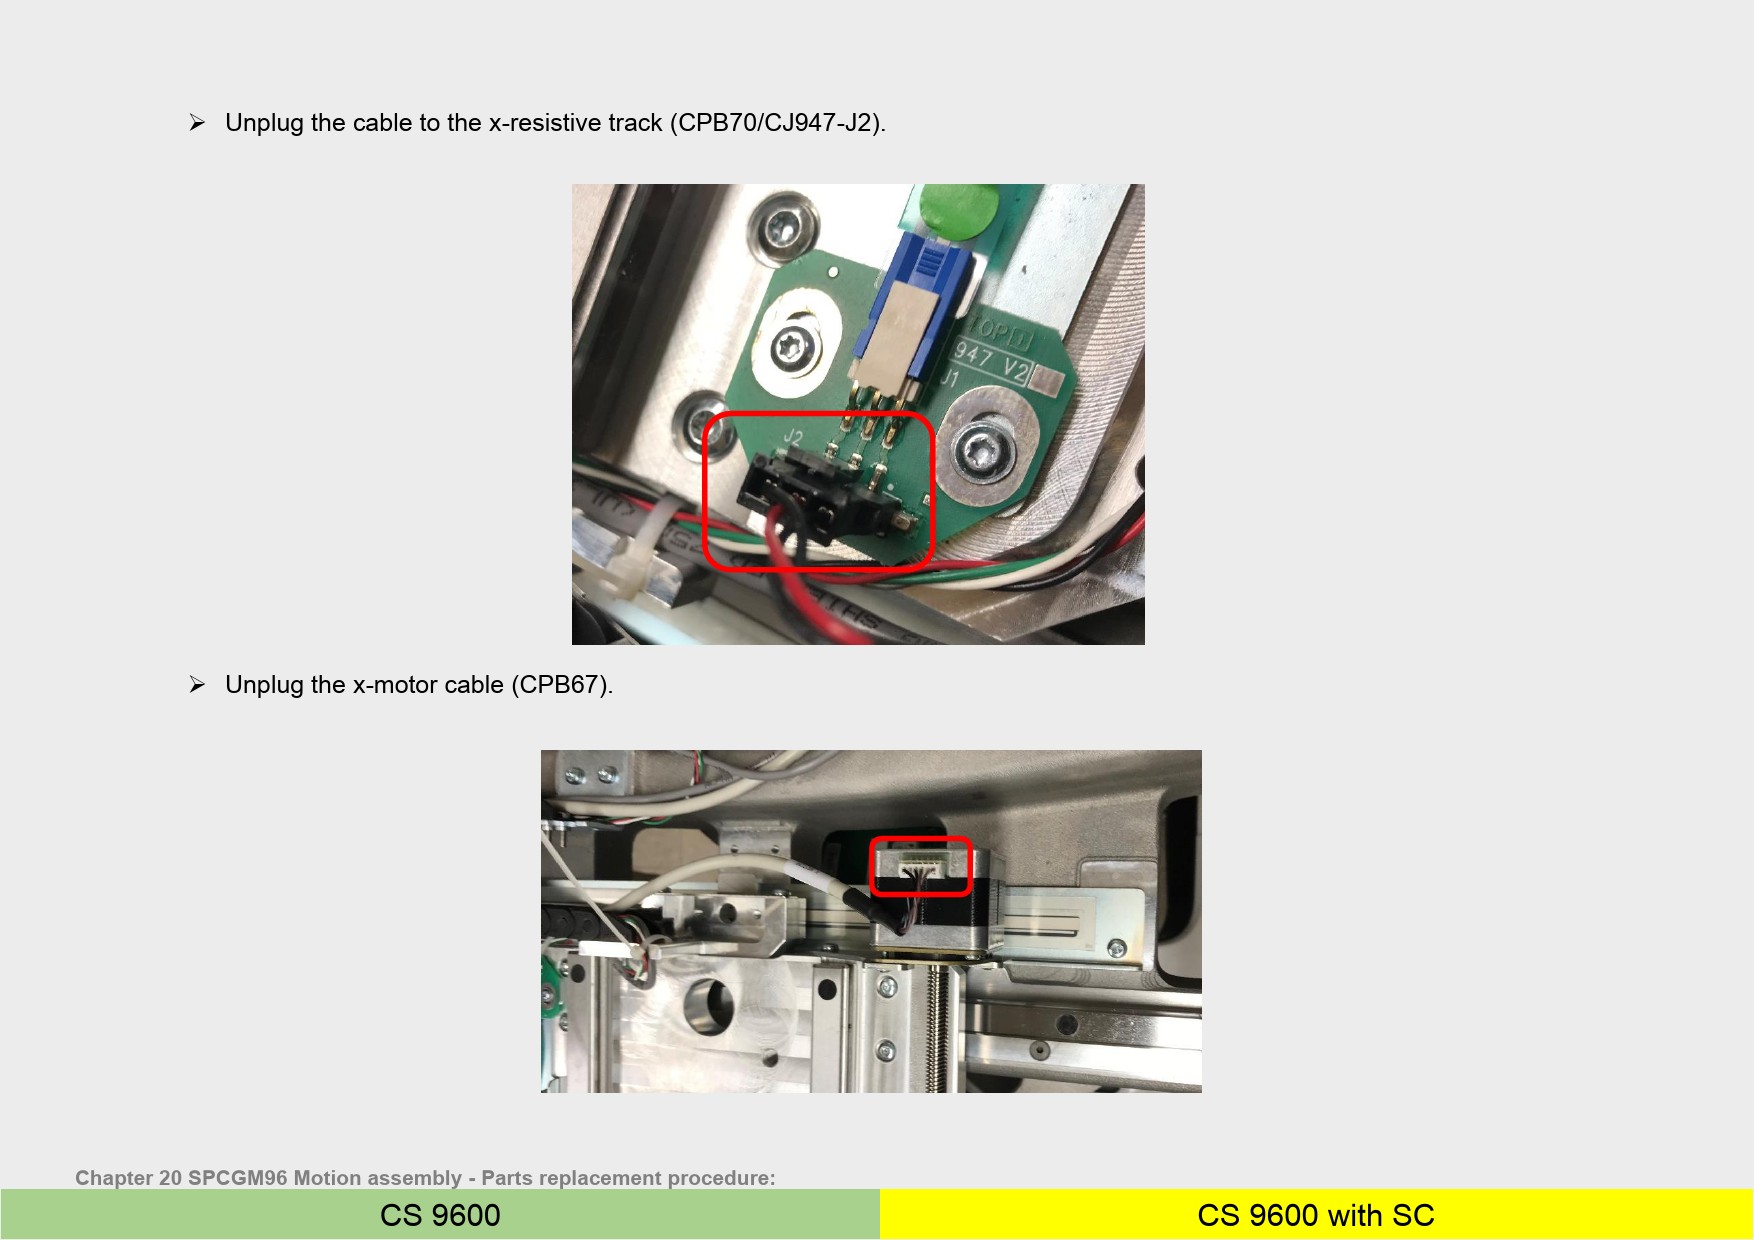 ➢ Unplug the cable to the x-resistive track (CPB70/CJ947-J2).
TOP 1
947 V2
J1
J2
➢ Unplug the x-motor cable (CPB67).
Chapter 20 SPCGM96 Motion assembly - Parts replacement procedure:
CS 9600
CS 9600 with SC